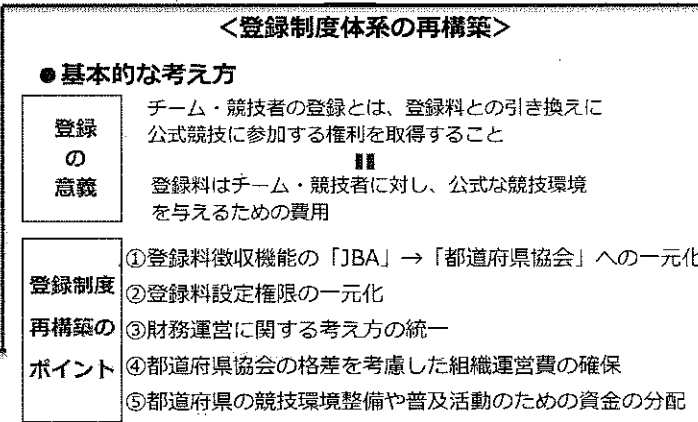 ＜登録制度体系の再構築＞
●基本的な考え方
登録
の
意義
チーム・競技者の登録とは、登録料との引き換えに
公式競技に参加する権利を取得すること
＝
登録料はチーム・競技者に対し、公式な競技環境
を与えるための費用
登録制度
再構築の
ポイント
①登録料徴収機能の「JBA」→「都道府県協会」への一元化
②登録料設定権限の一元化
③財務運営に関する考え方の統一
④都道府県協会の格差を考慮した組織運営費の確保
⑤都道府県の競技環境整備や普及活動のための資金の分配